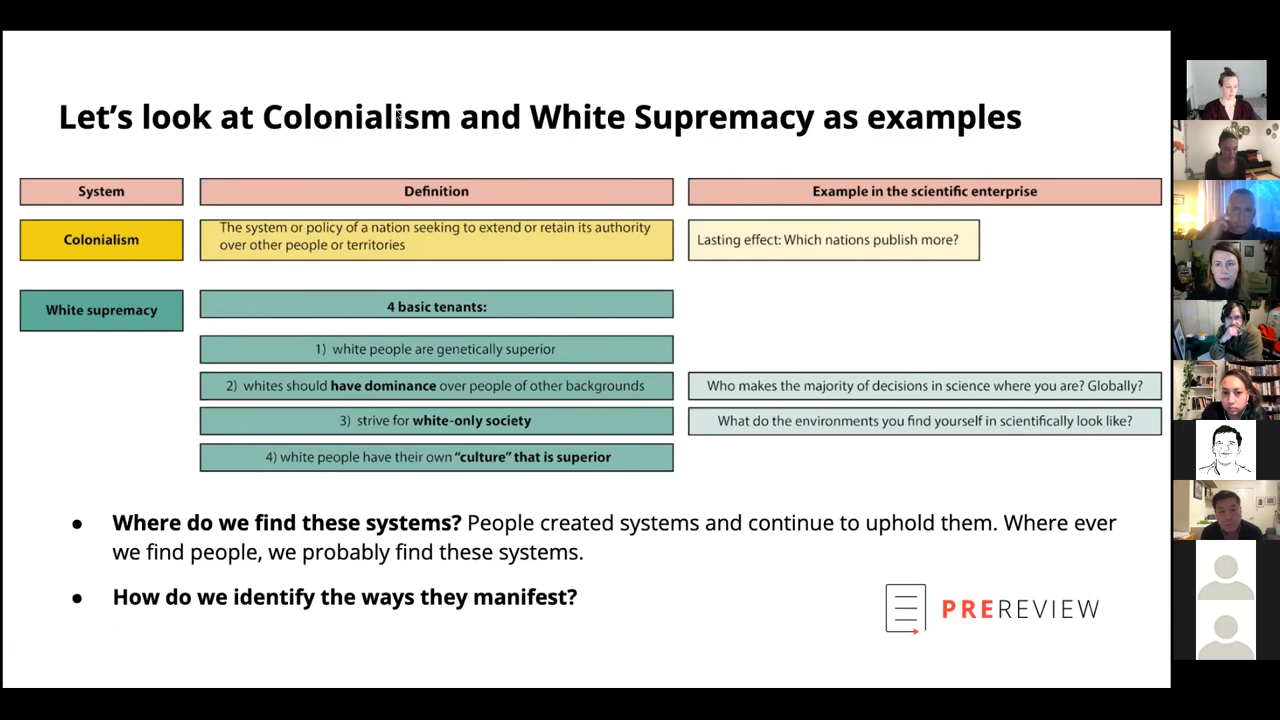 Let's look at Colonialism and White Supremacy as examples
System
Definition
Example in the scientific enterprise
Colonialism
The system or policy of a nation seeking to extend or retain its authority
over other people or territories
Lasting effect: Which nations publish more?
White supremacy
4 basic tenants:
1) white people are genetically superior
2) whites should have dominance over people of other backgrounds
Who makes the majority of decisions in science where you are? Globally?
3) strive for white-only society
What do the environments you find yourself in scientifically look like?
4) white people have their own “culture” that is superior
● Where do we find these systems? People created systems and continue to uphold them. Where ever
we find people, we probably find these systems.
● How do we identify the ways they manifest?
PREREVIEW